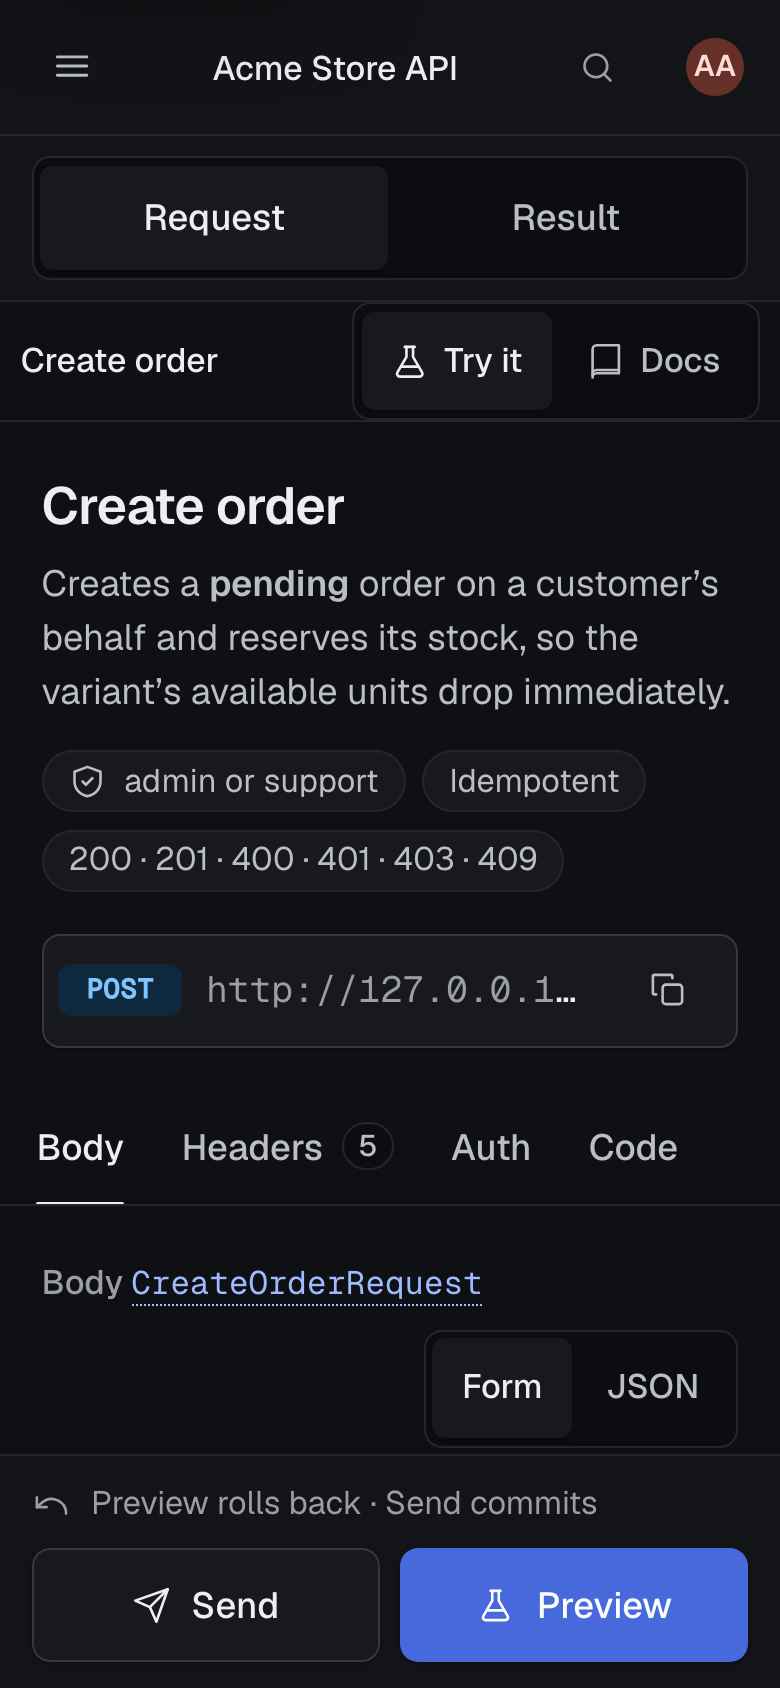 Acme Store API
AA
Request
Result
Create order
Try it
Docs
Create order
Creates a pending order on a customer’s
behalf and reserves its stock, so the
variant’s available units drop immediately.
admin or support
Idempotent
200 · 201 · 400 · 401 · 403 · 409
POST
http://127.0.0.1…
Body
Headers
5
Auth
Code
Body CreateOrderRequest
Form
JSON
Preview rolls back · Send commits
Send
Preview